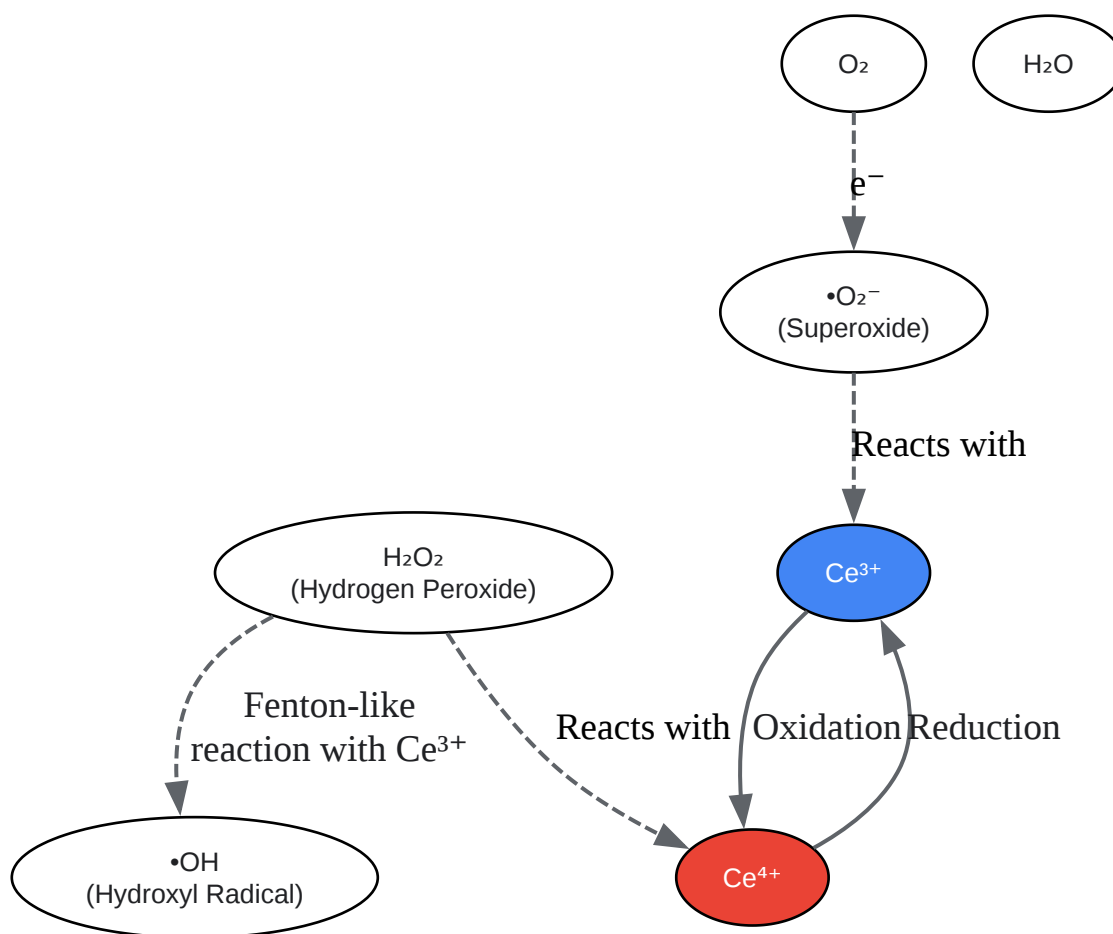 O₂
H₂O
e⁻
•O₂⁻
(Superoxide)
Reacts with
H₂O₂
(Hydrogen Peroxide)
Ce³⁺
Fenton-like
reaction with Ce³⁺
Reacts with
Oxidation
Reduction
•OH
(Hydroxyl Radical)
Ce⁴⁺